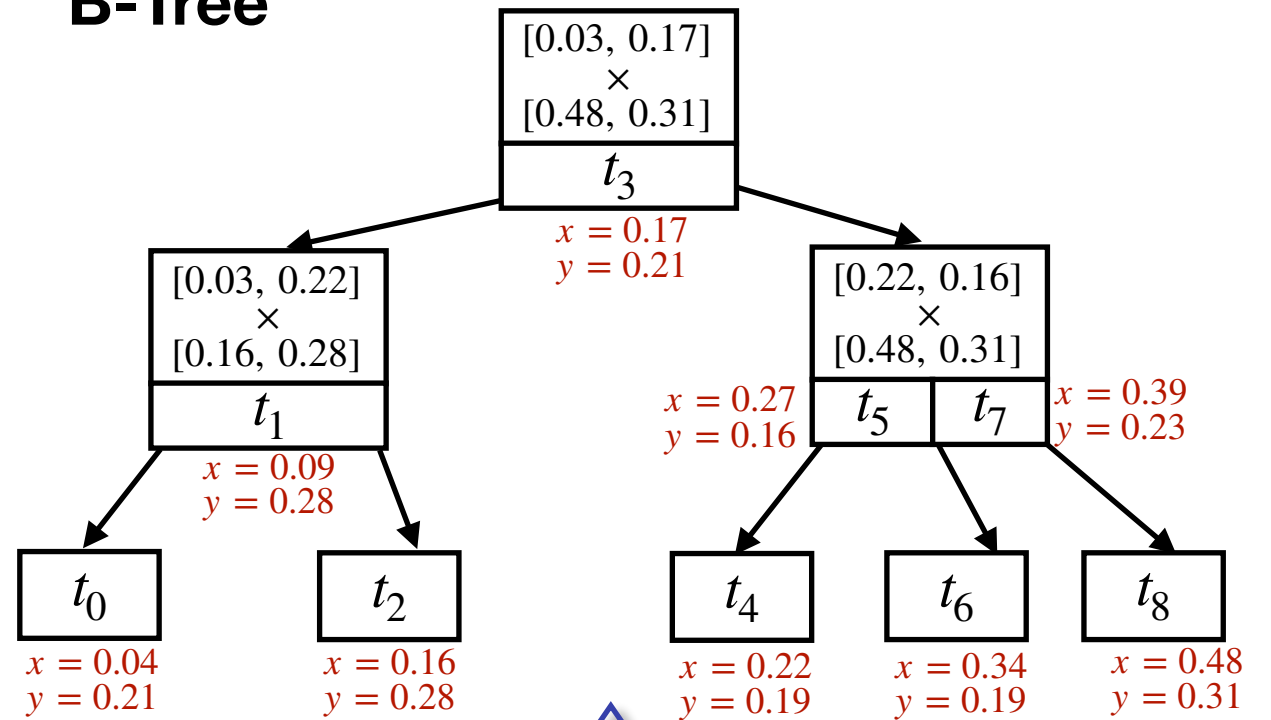 B-Tree
[0.03, 0.17]
×
[0.48, 0.31]
t3
x = 0.17
y = 0.21
[0.03, 0.22]
×
[0.16, 0.28]
t1
x = 0.09
y = 0.28
[0.22, 0.16]
×
[0.48, 0.31]
x = 0.27
y = 0.16
t5 t7
x = 0.39
y = 0.23
t0
x = 0.04
y = 0.21
t2
x = 0.16
y = 0.28
t4
x = 0.22
y = 0.19
t6
x = 0.34
y = 0.19
t8
x = 0.48
y = 0.31